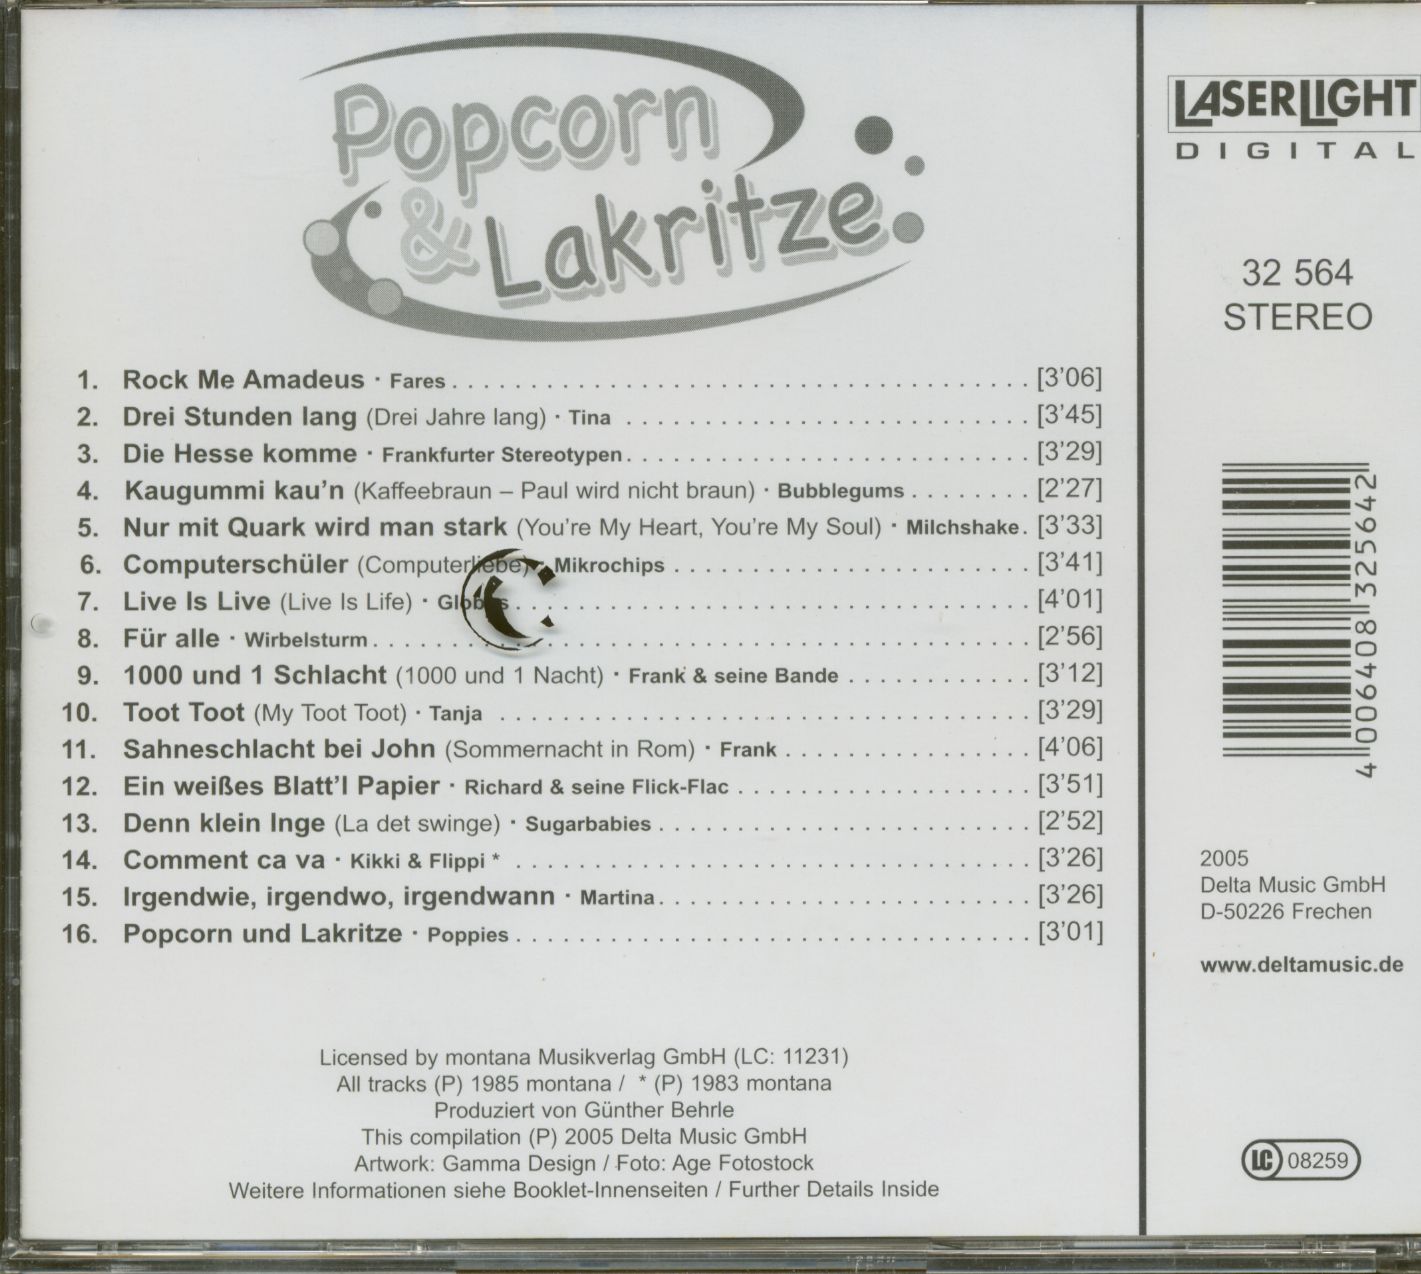 Popcorn
& Lakritze
1. Rock Me Amadeus · Fares [3'06]
2. Drei Stunden lang (Drei Jahre lang) · Tina [3'45]
3. Die Hesse komme · Frankfurter Stereotypen [3'29]
4. Kaugummi kau'n (Kaffeebraun – Paul wird nicht braun) · Bubblegums [2'27]
5. Nur mit Quark wird man stark (You're My Heart, You're My Soul) · Milchshake [3'33]
6. Computerschüler (Computerliebe) · Mikrochips [3'41]
7. Live Is Live (Live Is Life) · [4'01]
8. Für alle · Wirbelsturm [2'56]
9. 1000 und 1 Schlacht (1000 und 1 Nacht) · Frank & seine Bande [3'12]
10. Toot Toot (My Toot Toot) · Tanja [3'29]
11. Sahneschlacht bei John (Sommernacht in Rom) · Frank [4'06]
12. Ein weißes Blatt'l Papier · Richard & seine Flick-Flac [3'51]
13. Denn klein Inge (La det swinge) · Sugarbabies [2'52]
14. Comment ca va · Kikki & Flippi * [3'26]
15. Irgendwie, irgendwo, irgendwann · Martina [3'26]
16. Popcorn und Lakritze · Poppies [3'01]
Licensed by montana Musikverlag GmbH (LC: 11231)
All tracks (P) 1985 montana / * (P) 1983 montana
Produziert von Günther Behrle
This compilation (P) 2005 Delta Music GmbH
Artwork: Gamma Design / Foto: Age Fotostock
Weitere Informationen siehe Booklet-Innenseiten / Further Details Inside
LASERLIGHT
DIGITAL
32 564
STEREO
4 006408 325642
2005
Delta Music GmbH
D-50226 Frechen
www.deltamusic.de
LC 08259